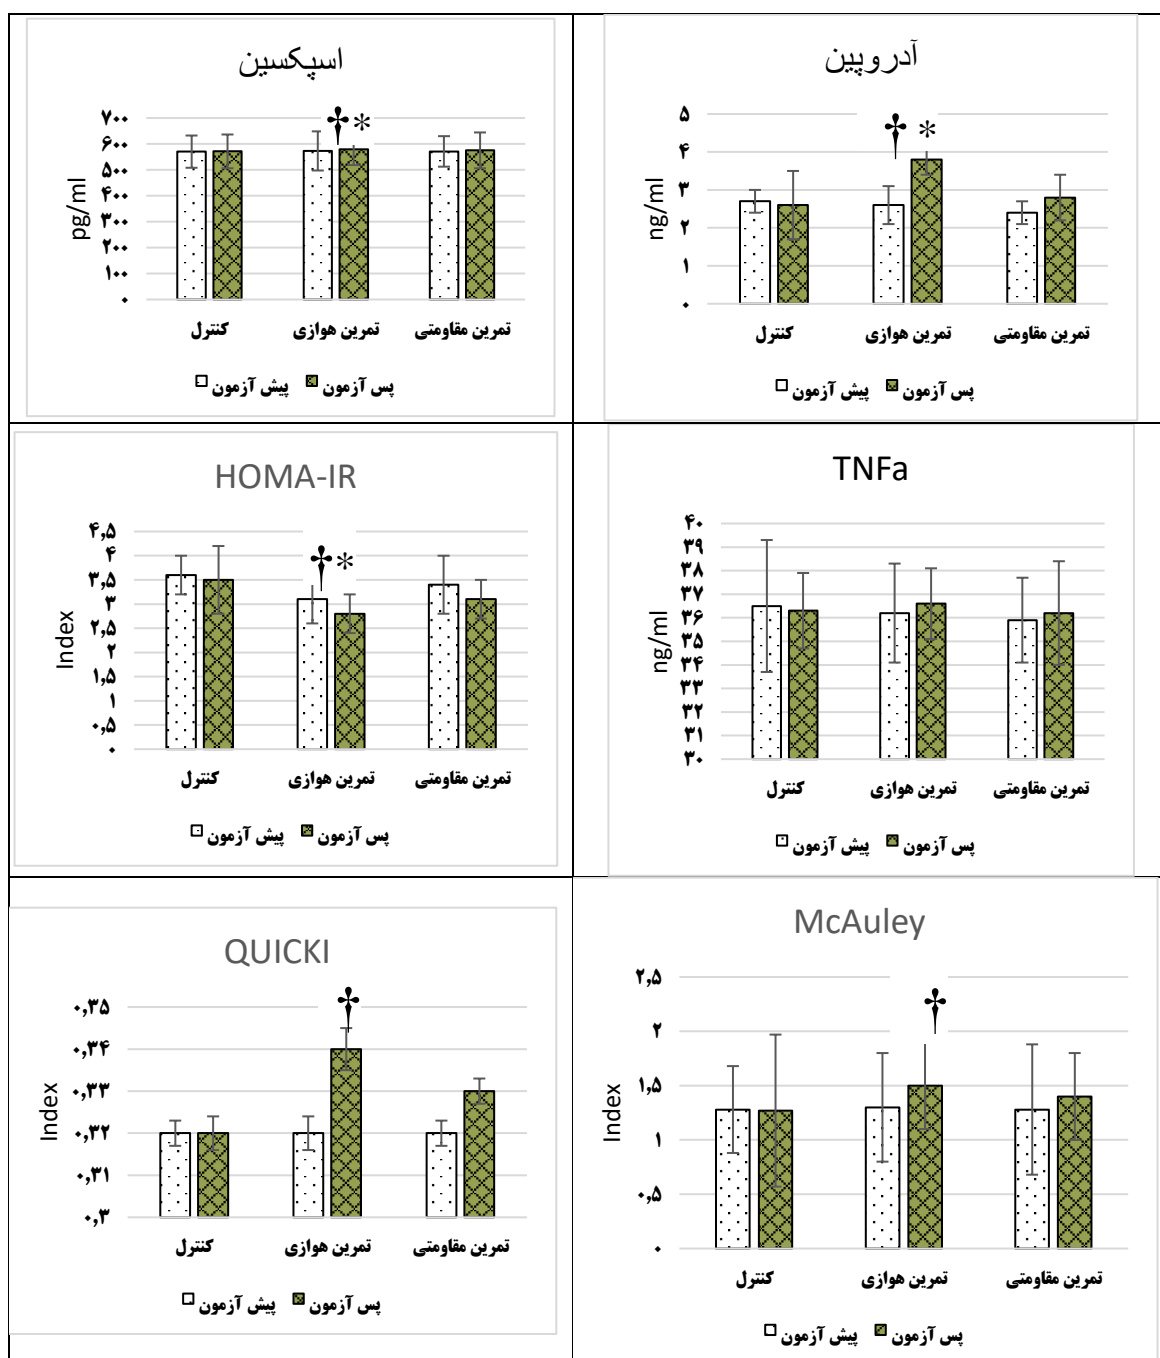 اسپکسین
†*
pg/ml
۷۰۰
۶۰۰
۵۰۰
۴۰۰
۳۰۰
۲۰۰
۱۰۰
۰
کنترل تمرین هوازی تمرین مقاومتی
پیش آزمون پس آزمون
آدروپین
† *
ng/ml
۵
۴
۳
۲
۱
۰
کنترل تمرین هوازی تمرین مقاومتی
پیش آزمون پس آزمون
HOMA-IR
†*
Index
۴,۵
۴
۳,۵
۳
۲,۵
۲
۱,۵
۱
۰,۵
۰
کنترل تمرین هوازی تمرین مقاومتی
پیش آزمون پس آزمون
TNFa
ng/ml
۴۰
۳۹
۳۸
۳۷
۳۶
۳۵
۳۴
۳۳
۳۲
۳۱
۳۰
کنترل تمرین هوازی تمرین مقاومتی
پیش آزمون پس آزمون
QUICKI
†
Index
۰,۳۵
۰,۳۴
۰,۳۳
۰,۳۲
۰,۳۱
۰,۳
کنترل تمرین هوازی تمرین مقاومتی
پیش آزمون پس آزمون
McAuley
†
Index
۲,۵
۲
۱,۵
۱
۰,۵
۰
کنترل تمرین هوازی تمرین مقاومتی
پیش آزمون پس آزمون